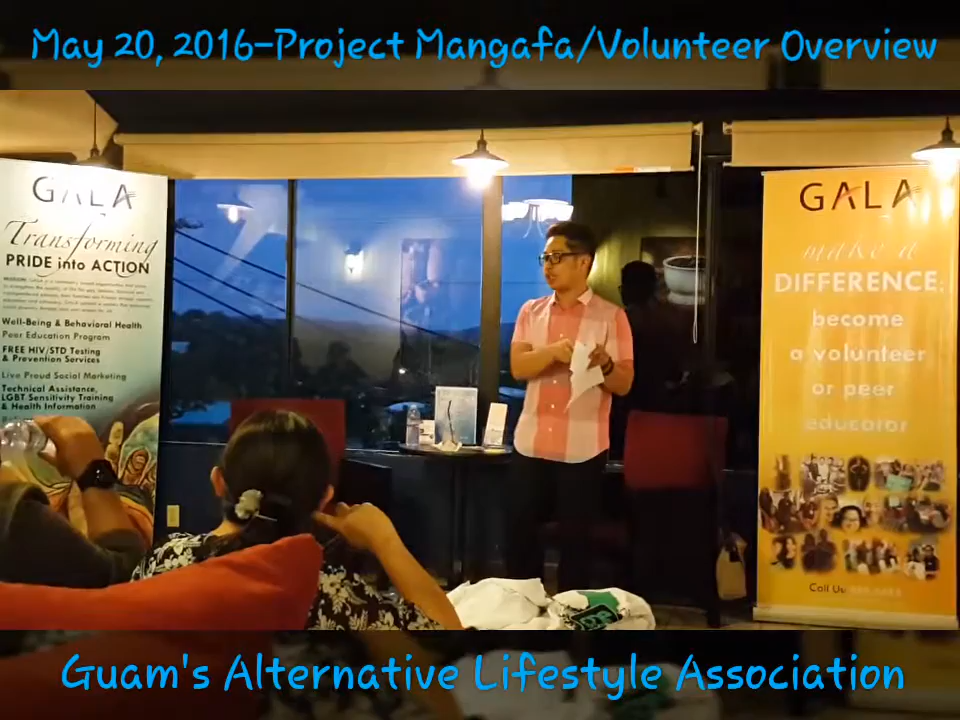 May 20, 2016-Project Mangafa/Volunteer Overview
GALA
Transforming
PRIDE into ACTION
Well-Being & Behavioral Health
Peer Education Program
FREE HIV/STD Testing
& Prevention Services
Live Proud Social Marketing
Technical Assistance,
LGBT Sensitivity Training
& Health Information
GALA
make a
DIFFERENCE:
become
a volunteer
or peer
educator
Call Us
Guam's Alternative Lifestyle Association